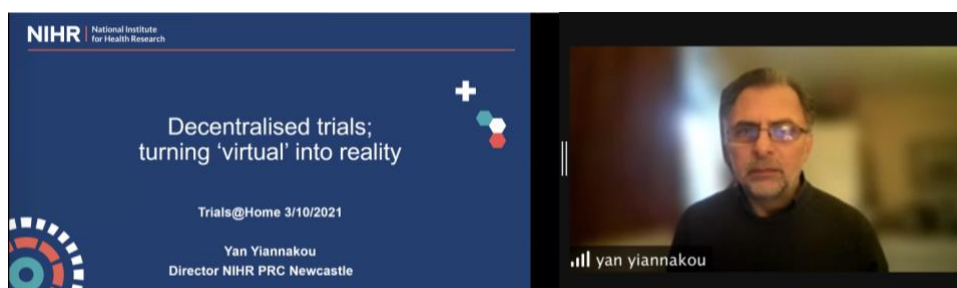 NIHR | National Institute
for Health Research
Decentralised trials;
turning 'virtual' into reality
Trials@Home 3/10/2021
Yan Yiannakou
Director NIHR PRC Newcastle
yan yiannakou